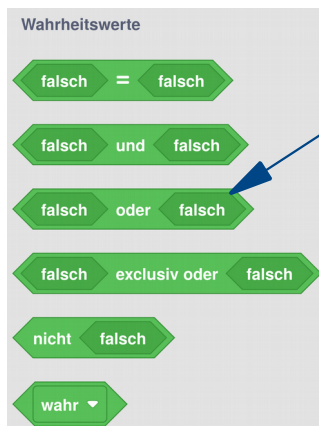 Wahrheitswerte
falsch = falsch
falsch und falsch
falsch oder falsch
falsch exclusiv oder falsch
nicht falsch
wahr